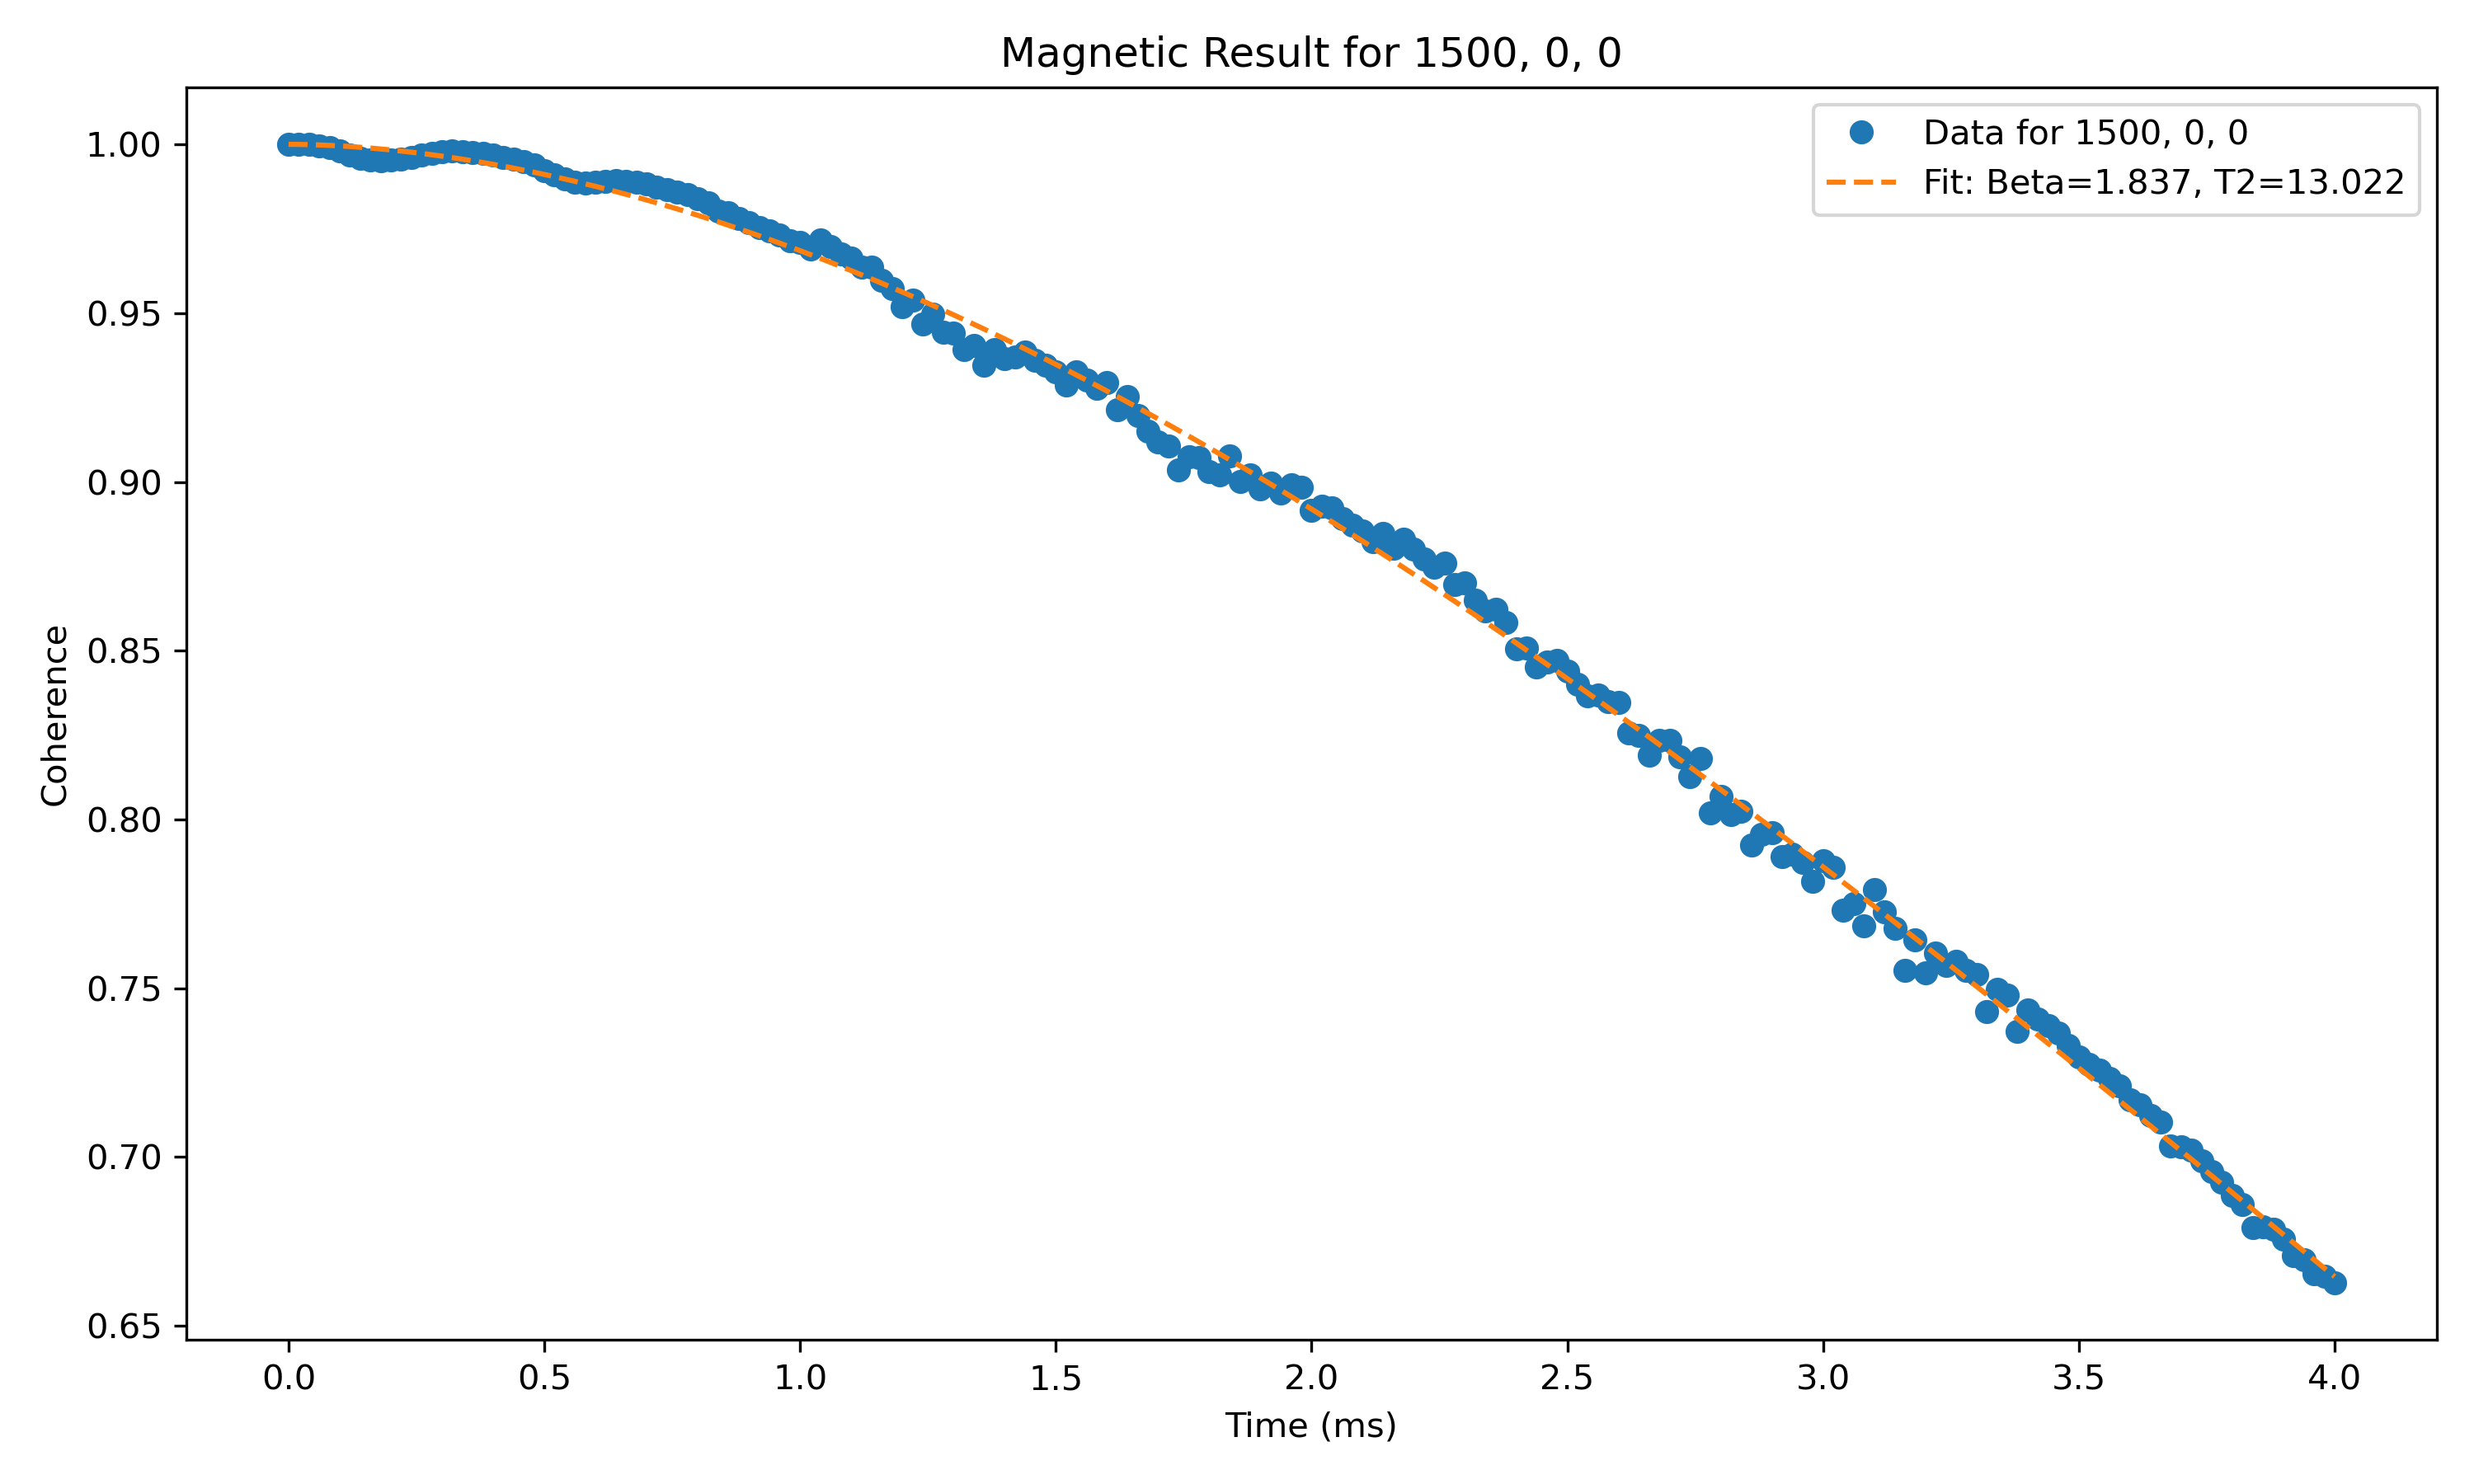 Magnetic Result for 1500, 0, 0
Data for 1500, 0, 0
Fit: Beta=1.837, T2=13.022
Coherence
1.00
0.95
0.90
0.85
0.80
0.75
0.70
0.65
0.0 0.5 1.0 1.5 2.0 2.5 3.0 3.5 4.0
Time (ms)